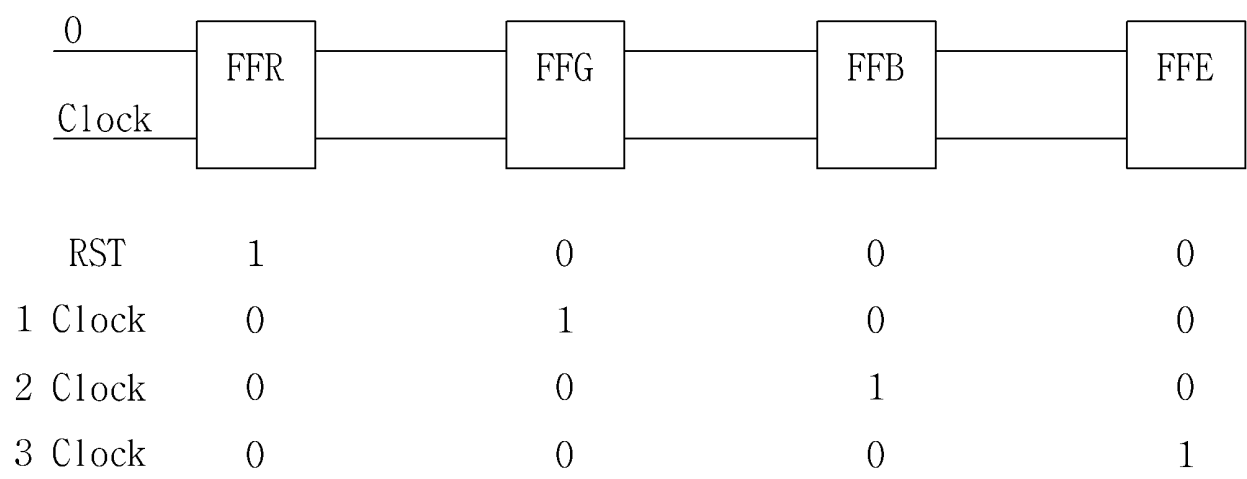 0
Clock
FFR FFG FFB FFE
RST 1 0 0 0
1 Clock 0 1 0 0
2 Clock 0 0 1 0
3 Clock 0 0 0 1